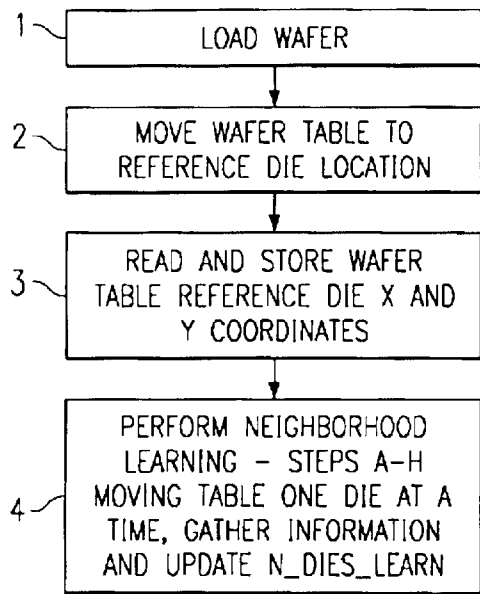 1
LOAD WAFER
2
MOVE WAFER TABLE TO
REFERENCE DIE LOCATION
3
READ AND STORE WAFER
TABLE REFERENCE DIE X AND
Y COORDINATES
4
PERFORM NEIGHBORHOOD
LEARNING – STEPS A–H
MOVING TABLE ONE DIE AT A
TIME, GATHER INFORMATION
AND UPDATE N_DIES_LEARN